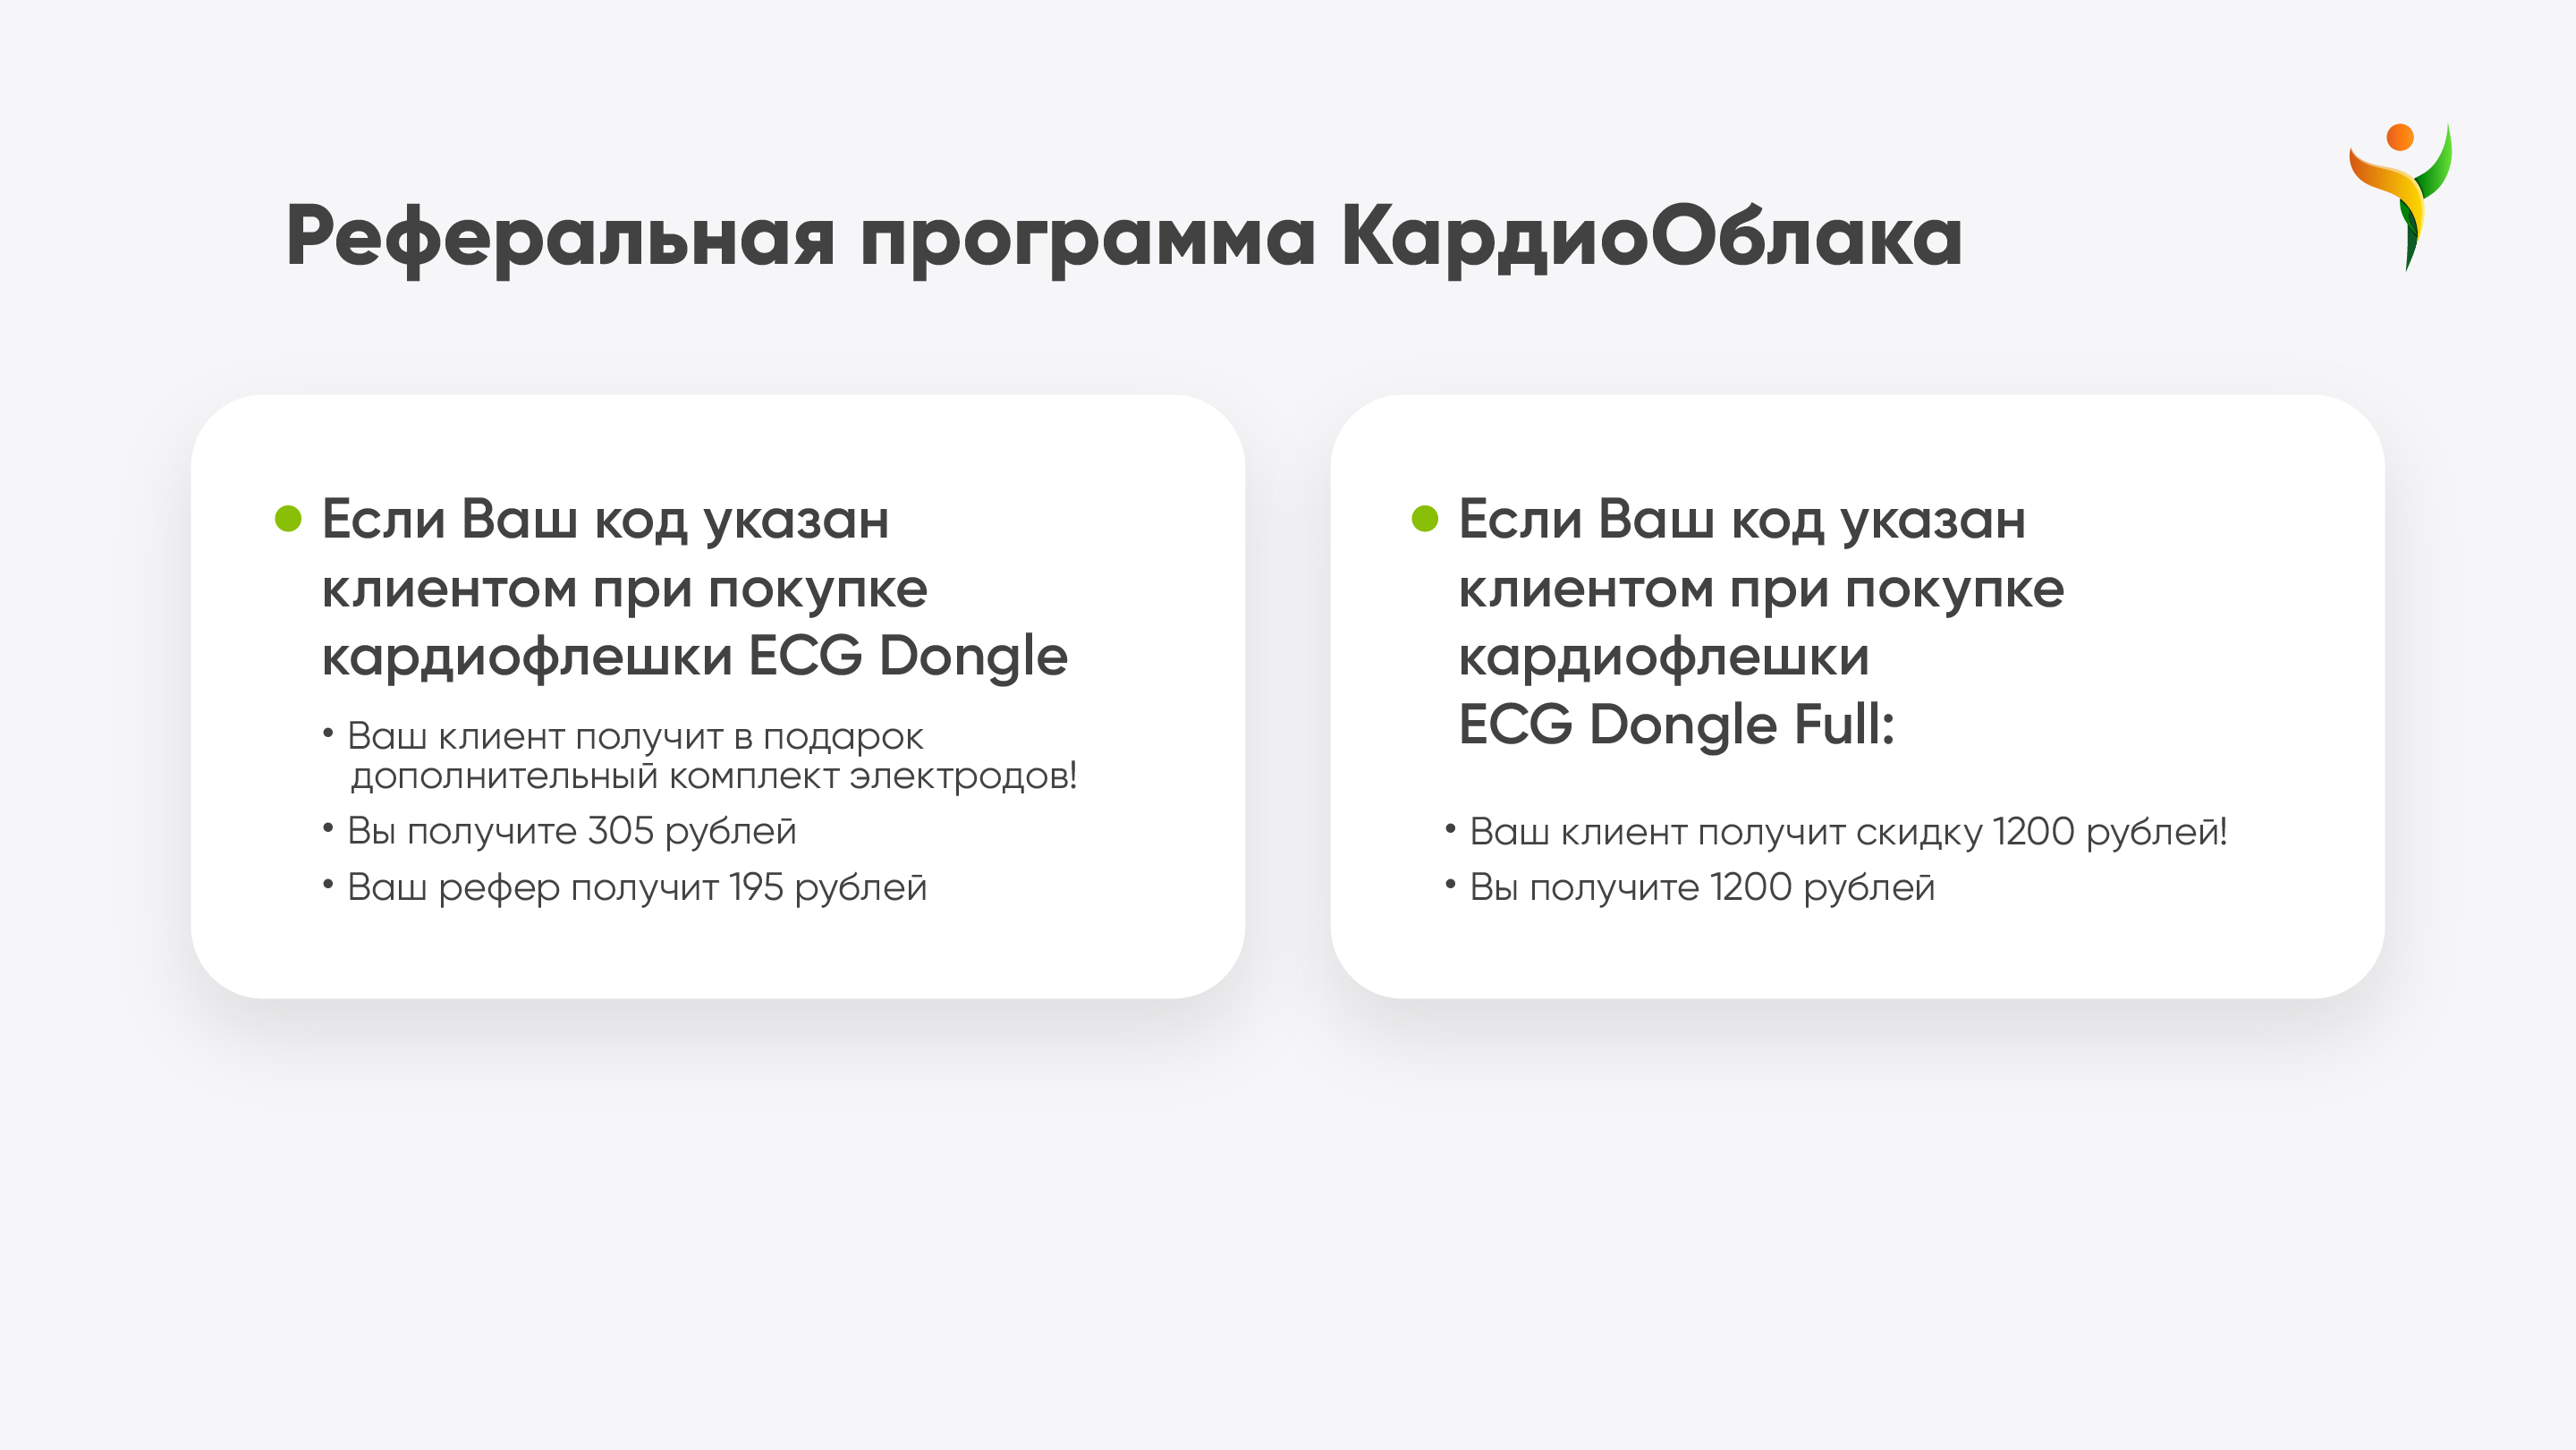 Реферальная программа КардиоОблака
Если Ваш код указан
клиентом при покупке
кардиофлешки ECG Dongle
• Ваш клиент получит в подарок
дополнительный комплект электродов!
• Вы получите 305 рублей
• Ваш рефер получит 195 рублей
Если Ваш код указан
клиентом при покупке
кардиофлешки
ECG Dongle Full:
• Ваш клиент получит скидку 1200 рублей!
• Вы получите 1200 рублей